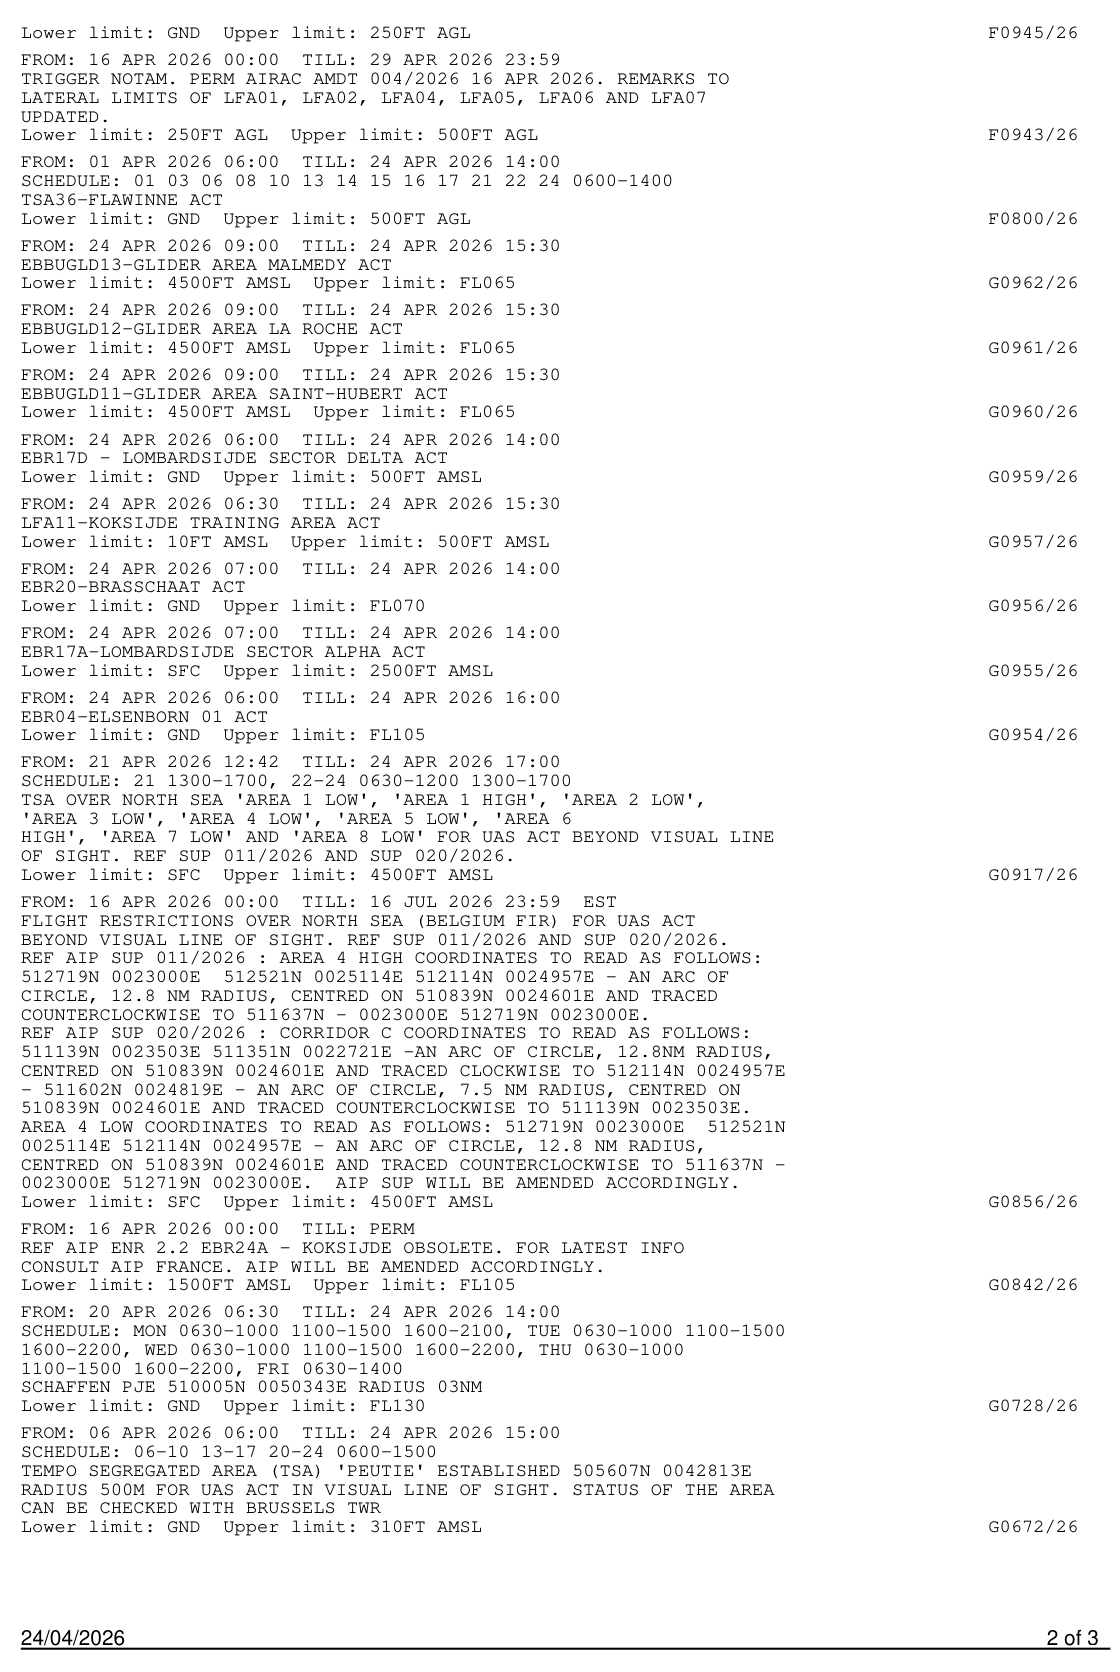 Lower limit: GND  Upper limit: 250FT AGL F0945/26
FROM: 16 APR 2026 00:00  TILL: 29 APR 2026 23:59
TRIGGER NOTAM. PERM AIRAC AMDT 004/2026 16 APR 2026. REMARKS TO
LATERAL LIMITS OF LFA01, LFA02, LFA04, LFA05, LFA06 AND LFA07
UPDATED.
Lower limit: 250FT AGL  Upper limit: 500FT AGL F0943/26
FROM: 01 APR 2026 06:00  TILL: 24 APR 2026 14:00
SCHEDULE: 01 03 06 08 10 13 14 15 16 17 21 22 24 0600-1400
TSA36-FLAWINNE ACT
Lower limit: GND  Upper limit: 500FT AGL F0800/26
FROM: 24 APR 2026 09:00  TILL: 24 APR 2026 15:30
EBBUGLD13-GLIDER AREA MALMEDY ACT
Lower limit: 4500FT AMSL  Upper limit: FL065 G0962/26
FROM: 24 APR 2026 09:00  TILL: 24 APR 2026 15:30
EBBUGLD12-GLIDER AREA LA ROCHE ACT
Lower limit: 4500FT AMSL  Upper limit: FL065 G0961/26
FROM: 24 APR 2026 09:00  TILL: 24 APR 2026 15:30
EBBUGLD11-GLIDER AREA SAINT-HUBERT ACT
Lower limit: 4500FT AMSL  Upper limit: FL065 G0960/26
FROM: 24 APR 2026 06:00  TILL: 24 APR 2026 14:00
EBR17D - LOMBARDSIJDE SECTOR DELTA ACT
Lower limit: GND  Upper limit: 500FT AMSL G0959/26
FROM: 24 APR 2026 06:30  TILL: 24 APR 2026 15:30
LFA11-KOKSIJDE TRAINING AREA ACT
Lower limit: 10FT AMSL  Upper limit: 500FT AMSL G0957/26
FROM: 24 APR 2026 07:00  TILL: 24 APR 2026 14:00
EBR20-BRASSCHAAT ACT
Lower limit: GND  Upper limit: FL070 G0956/26
FROM: 24 APR 2026 07:00  TILL: 24 APR 2026 14:00
EBR17A-LOMBARDSIJDE SECTOR ALPHA ACT
Lower limit: SFC  Upper limit: 2500FT AMSL G0955/26
FROM: 24 APR 2026 06:00  TILL: 24 APR 2026 16:00
EBR04-ELSENBORN 01 ACT
Lower limit: GND  Upper limit: FL105 G0954/26
FROM: 21 APR 2026 12:42  TILL: 24 APR 2026 17:00
SCHEDULE: 21 1300-1700, 22-24 0630-1200 1300-1700
TSA OVER NORTH SEA 'AREA 1 LOW', 'AREA 1 HIGH', 'AREA 2 LOW',
'AREA 3 LOW', 'AREA 4 LOW', 'AREA 5 LOW', 'AREA 6
HIGH', 'AREA 7 LOW' AND 'AREA 8 LOW' FOR UAS ACT BEYOND VISUAL LINE
OF SIGHT. REF SUP 011/2026 AND SUP 020/2026.
Lower limit: SFC  Upper limit: 4500FT AMSL G0917/26
FROM: 16 APR 2026 00:00  TILL: 16 JUL 2026 23:59  EST
FLIGHT RESTRICTIONS OVER NORTH SEA (BELGIUM FIR) FOR UAS ACT
BEYOND VISUAL LINE OF SIGHT. REF SUP 011/2026 AND SUP 020/2026.
REF AIP SUP 011/2026 : AREA 4 HIGH COORDINATES TO READ AS FOLLOWS:
512719N 0023000E  512521N 0025114E 512114N 0024957E - AN ARC OF
CIRCLE, 12.8 NM RADIUS, CENTRED ON 510839N 0024601E AND TRACED
COUNTERCLOCKWISE TO 511637N - 0023000E 512719N 0023000E.
REF AIP SUP 020/2026 : CORRIDOR C COORDINATES TO READ AS FOLLOWS:
511139N 0023503E 511351N 0022721E -AN ARC OF CIRCLE, 12.8NM RADIUS,
CENTRED ON 510839N 0024601E AND TRACED CLOCKWISE TO 512114N 0024957E
- 511602N 0024819E - AN ARC OF CIRCLE, 7.5 NM RADIUS, CENTRED ON
510839N 0024601E AND TRACED COUNTERCLOCKWISE TO 511139N 0023503E.
AREA 4 LOW COORDINATES TO READ AS FOLLOWS: 512719N 0023000E  512521N
0025114E 512114N 0024957E - AN ARC OF CIRCLE, 12.8 NM RADIUS,
CENTRED ON 510839N 0024601E AND TRACED COUNTERCLOCKWISE TO 511637N -
0023000E 512719N 0023000E.  AIP SUP WILL BE AMENDED ACCORDINGLY.
Lower limit: SFC  Upper limit: 4500FT AMSL G0856/26
FROM: 16 APR 2026 00:00  TILL: PERM
REF AIP ENR 2.2 EBR24A - KOKSIJDE OBSOLETE. FOR LATEST INFO
CONSULT AIP FRANCE. AIP WILL BE AMENDED ACCORDINGLY.
Lower limit: 1500FT AMSL  Upper limit: FL105 G0842/26
FROM: 20 APR 2026 06:30  TILL: 24 APR 2026 14:00
SCHEDULE: MON 0630-1000 1100-1500 1600-2100, TUE 0630-1000 1100-1500
1600-2200, WED 0630-1000 1100-1500 1600-2200, THU 0630-1000
1100-1500 1600-2200, FRI 0630-1400
SCHAFFEN PJE 510005N 0050343E RADIUS 03NM
Lower limit: GND  Upper limit: FL130 G0728/26
FROM: 06 APR 2026 06:00  TILL: 24 APR 2026 15:00
SCHEDULE: 06-10 13-17 20-24 0600-1500
TEMPO SEGREGATED AREA (TSA) 'PEUTIE' ESTABLISHED 505607N 0042813E
RADIUS 500M FOR UAS ACT IN VISUAL LINE OF SIGHT. STATUS OF THE AREA
CAN BE CHECKED WITH BRUSSELS TWR
Lower limit: GND  Upper limit: 310FT AMSL G0672/26
24/04/2026 2 of 3